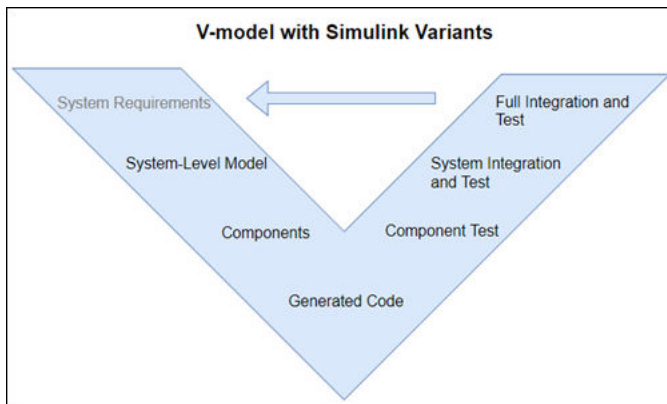 V-model with Simulink Variants
System Requirements
Full Integration and
Test
System-Level Model
System Integration
and Test
Components
Component Test
Generated Code